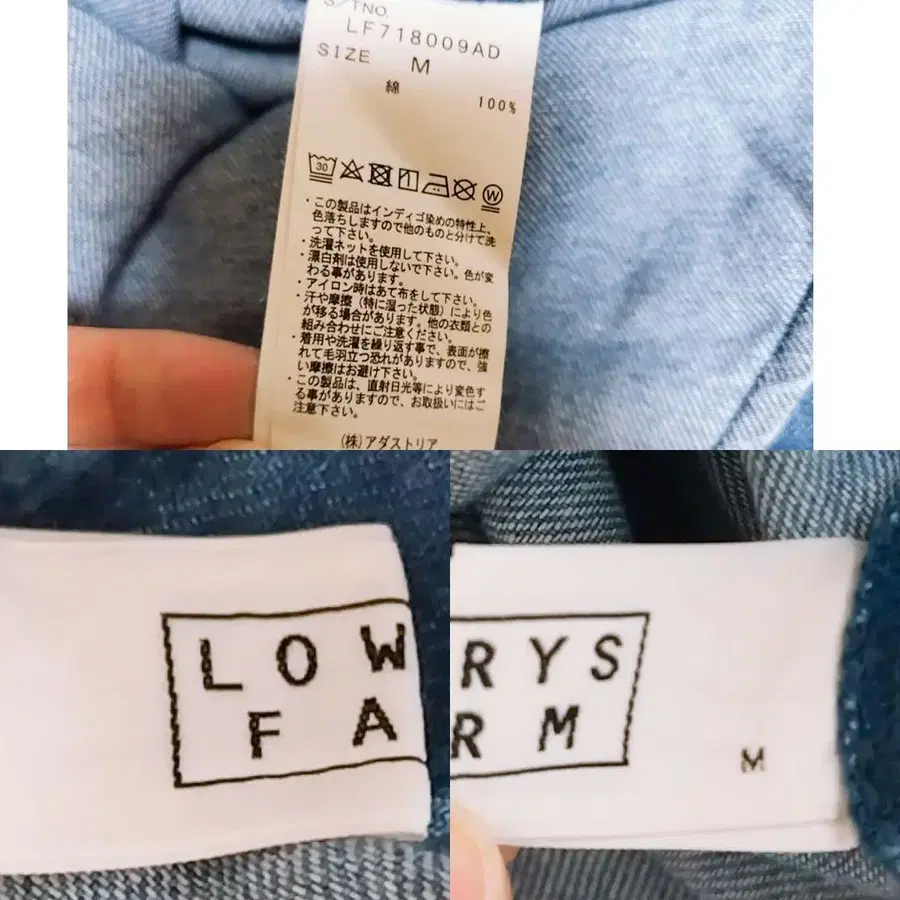 S/TNO.
LF718009AD
SIZE M
綿 100%
30
W
・この製品はインディゴ染めの特性上、
色落ちしますので他のものと分けて洗
って下さい。
・洗濯ネットを使用して下さい。
・漂白剤は使用しないで下さい。色が変
わる事があります。
・アイロン時はあて布をして下さい。
・汗や摩擦（特に湿った状態）により色
が移る場合があります。他の衣類との
組み合わせにご注意ください。
・着用や洗濯を繰り返す事で、表面が擦
れて毛羽立つ恐れがありますので、強
い摩擦はお避け下さい。
・この製品は、直射日光等により変色す
る事がありますので、お取扱いにはご
注意下さい。
(株)アダストリア
LOW
FA
RYS
RM
M